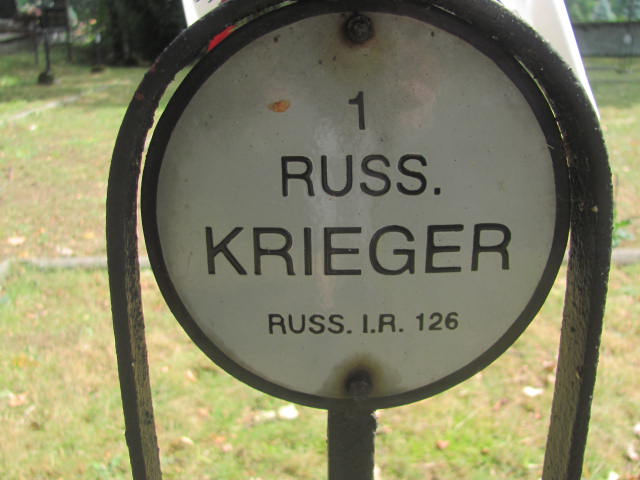 1
RUSS.
KRIEGER
RUSS. I.R. 126